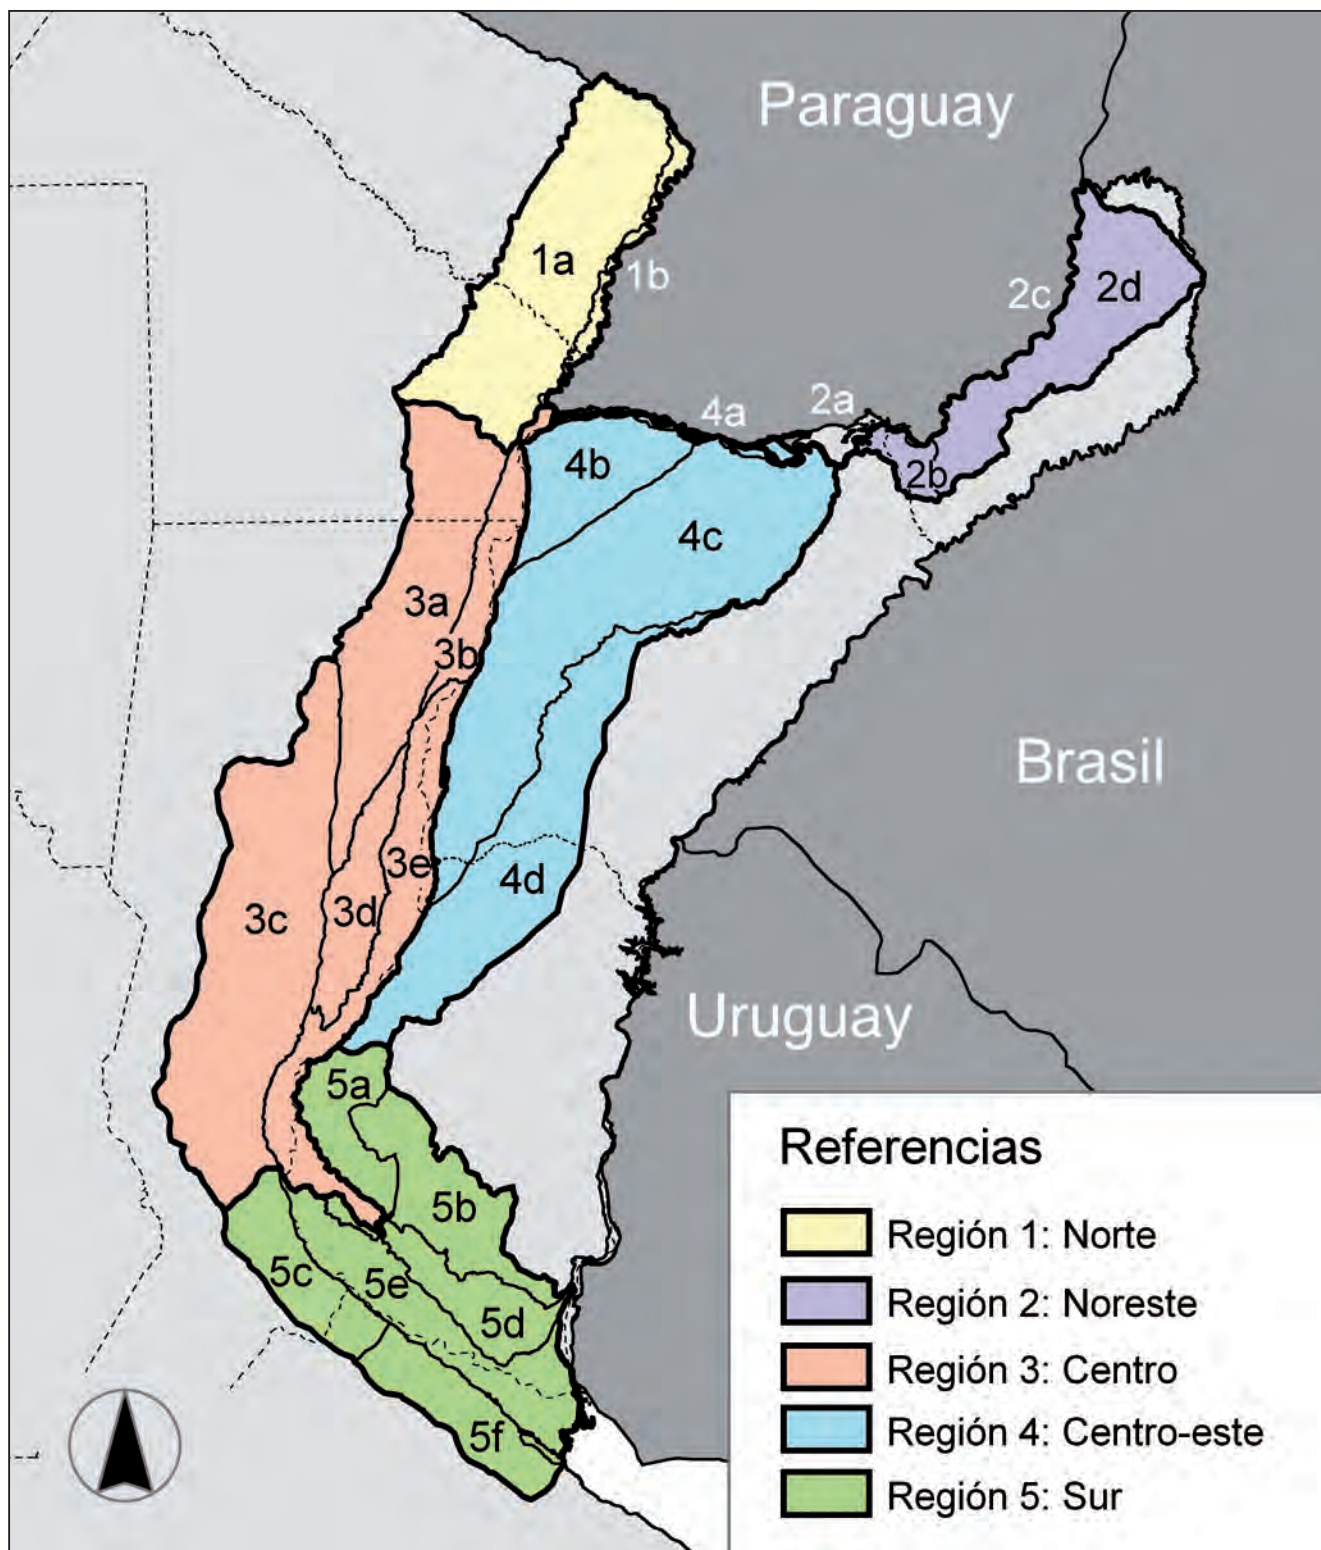 Paraguay
1a
1b
2c
2d
4a
2a
4b
2b
4c
3a
3b
Brasil
3e
4d
3c
3d
Uruguay
5a
5b
5c
5e
5d
5f
Referencias
Región 1: Norte
Región 2: Noreste
Región 3: Centro
Región 4: Centro-este
Región 5: Sur